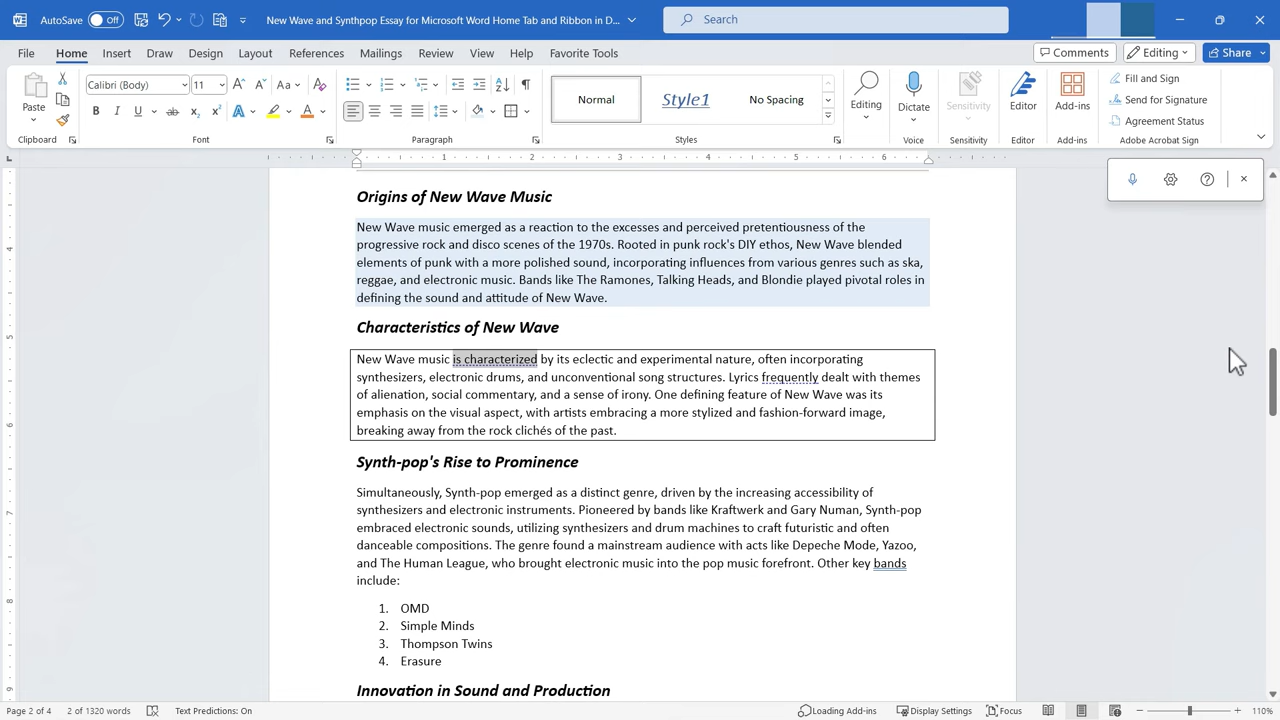 AutoSave Off New Wave and Synthpop Essay for Microsoft Word Home Tab and Ribbon in D... Search
File Home Insert Draw Design Layout References Mailings Review View Help Favorite Tools Comments Editing Share
Paste Calibri (Body) 11 Aa Normal Style1 No Spacing Editing Dictate Sensitivity Editor Add-ins Fill and Sign
Send for Signature
B I U ab A A Agreement Status
Clipboard Font Paragraph Styles Voice Sensitivity Editor Add-ins Adobe Acrobat Sign
1 2 3 4 5 6
Origins of New Wave Music
New Wave music emerged as a reaction to the excesses and perceived pretentiousness of the
progressive rock and disco scenes of the 1970s. Rooted in punk rock's DIY ethos, New Wave blended
elements of punk with a more polished sound, incorporating influences from various genres such as ska,
reggae, and electronic music. Bands like The Ramones, Talking Heads, and Blondie played pivotal roles in
defining the sound and attitude of New Wave.
Characteristics of New Wave
New Wave music is characterized by its eclectic and experimental nature, often incorporating
synthesizers, electronic drums, and unconventional song structures. Lyrics frequently dealt with themes
of alienation, social commentary, and a sense of irony. One defining feature of New Wave was its
emphasis on the visual aspect, with artists embracing a more stylized and fashion-forward image,
breaking away from the rock clichés of the past.
Synth-pop's Rise to Prominence
Simultaneously, Synth-pop emerged as a distinct genre, driven by the increasing accessibility of
synthesizers and electronic instruments. Pioneered by bands like Kraftwerk and Gary Numan, Synth-pop
embraced electronic sounds, utilizing synthesizers and drum machines to craft futuristic and often
danceable compositions. The genre found a mainstream audience with acts like Depeche Mode, Yazoo,
and The Human League, who brought electronic music into the pop music forefront. Other key bands
include:
1. OMD
2. Simple Minds
3. Thompson Twins
4. Erasure
Innovation in Sound and Production
Page 2 of 4 2 of 1320 words Text Predictions: On Loading Add-ins Display Settings Focus 110%